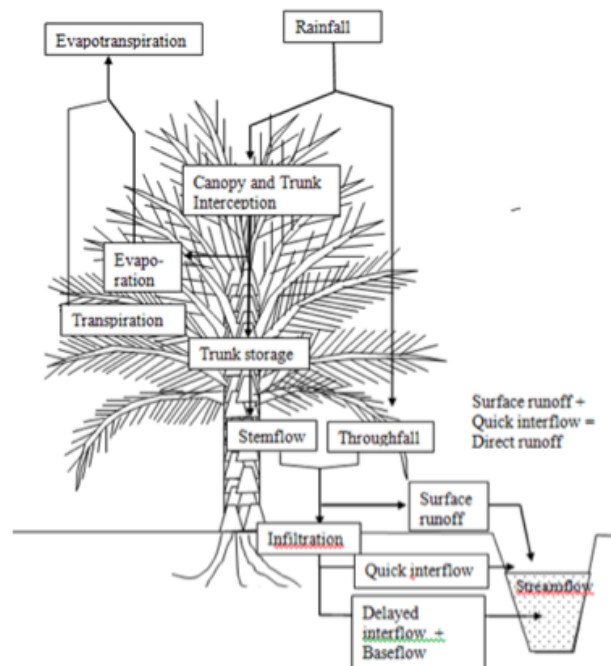 Rainfall
Evapotranspiration
Canopy and Trunk
Interception
Evapo-
ration
Transpiration
Trunk storage
Surface runoff +
Quick interflow =
Direct runoff
Stemflow
Throughfall
Surface
runoff
Infiltration
Quick interflow
Streamflow
Delayed
interflow +
Baseflow